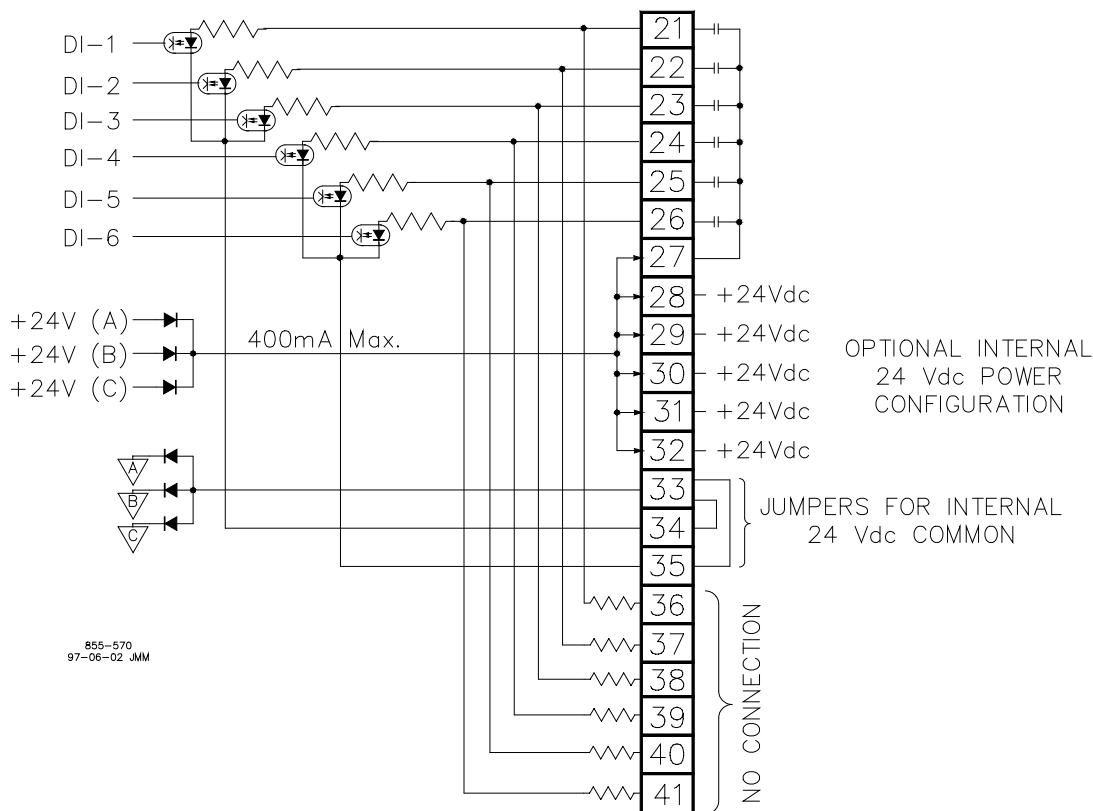 DI-1
DI-2
DI-3
DI-4
DI-5
DI-6
21
22
23
24
25
26
27
28
29
30
31
32
33
34
35
36
37
38
39
40
41
+24V (A)
+24V (B)
+24V (C)
400mA Max.
+24Vdc
+24Vdc
+24Vdc
+24Vdc
+24Vdc
OPTIONAL INTERNAL
24 Vdc POWER
CONFIGURATION
A
B
C
JUMPERS FOR INTERNAL
24 Vdc COMMON
NO CONNECTION
855-570
97-06-02 JMM